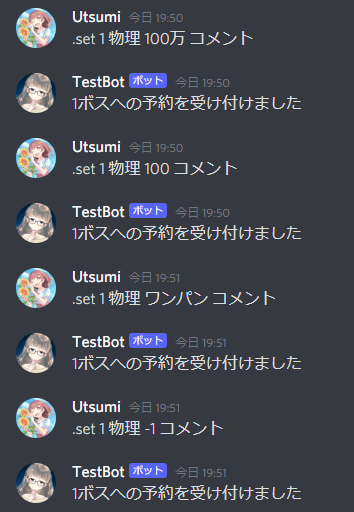 Utsumi 今日 19:50
.set 1 物理 100万 コメント
TestBot ボット 今日 19:50
1ボスへの予約を受け付けました
Utsumi 今日 19:50
.set 1 物理 100 コメント
TestBot ボット 今日 19:50
1ボスへの予約を受け付けました
Utsumi 今日 19:51
.set 1 物理 ワンパン コメント
TestBot ボット 今日 19:51
1ボスへの予約を受け付けました
Utsumi 今日 19:51
.set 1 物理 -1 コメント
TestBot ボット 今日 19:51
1ボスへの予約を受け付けました